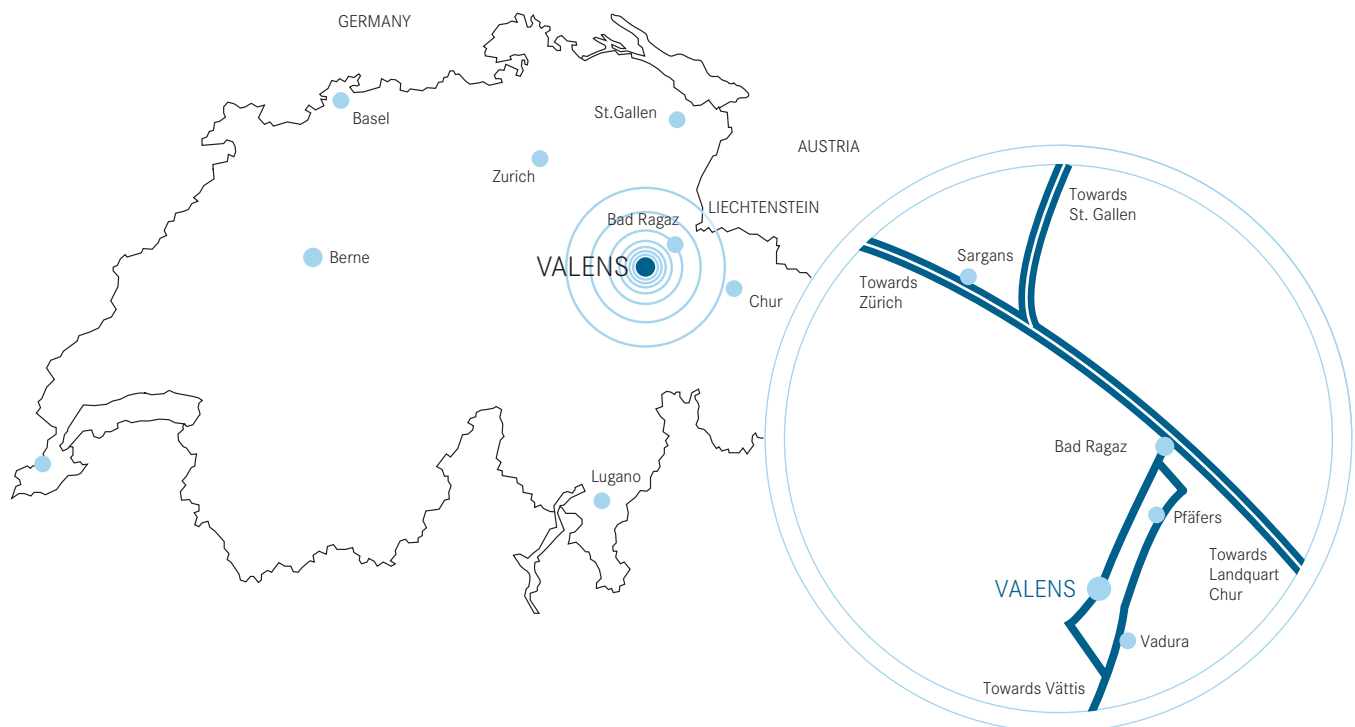 GERMANY
Basel
St.Gallen
Zurich
AUSTRIA
LIECHTENSTEIN
Bad Ragaz
Berne
VALENS
Chur
Lugano
Towards
St. Gallen
Sargans
Towards
Zürich
Bad Ragaz
Pfäfers
Towards
Landquart
Chur
VALENS
Vadura
Towards Vättis